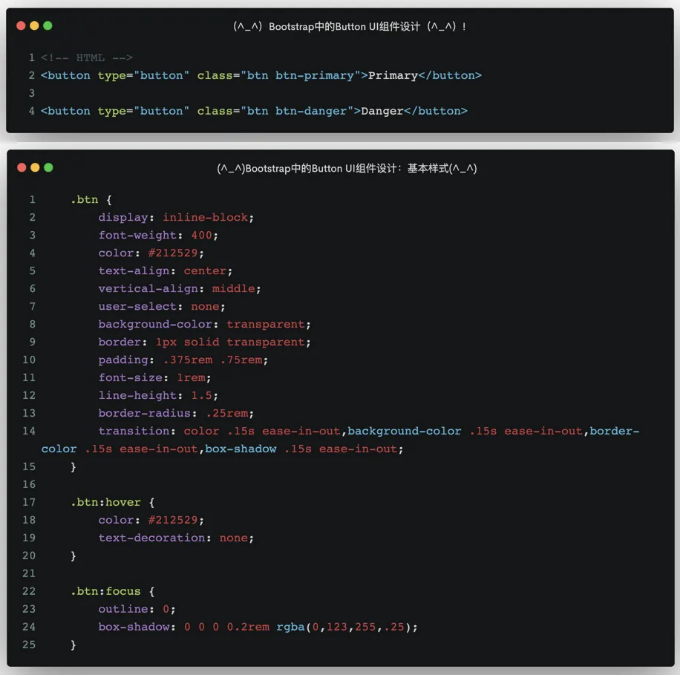 (^_^) Bootstrap中的Button UI组件设计 (^_^) !
1 <!-- HTML -->
2 <button type="button" class="btn btn-primary">Primary</button>
3
4 <button type="button" class="btn btn-danger">Danger</button>
(^_^)Bootstrap中的Button UI组件设计：基本样式(^_^)
1 .btn {
2 display: inline-block;
3 font-weight: 400;
4 color: #212529;
5 text-align: center;
6 vertical-align: middle;
7 user-select: none;
8 background-color: transparent;
9 border: 1px solid transparent;
10 padding: .375rem .75rem;
11 font-size: 1rem;
12 line-height: 1.5;
13 border-radius: .25rem;
14 transition: color .15s ease-in-out,background-color .15s ease-in-out,border-
color .15s ease-in-out,box-shadow .15s ease-in-out;
15 }
16
17 .btn:hover {
18 color: #212529;
19 text-decoration: none;
20 }
21
22 .btn:focus {
23 outline: 0;
24 box-shadow: 0 0 0 0.2rem rgba(0,123,255,.25);
25 }